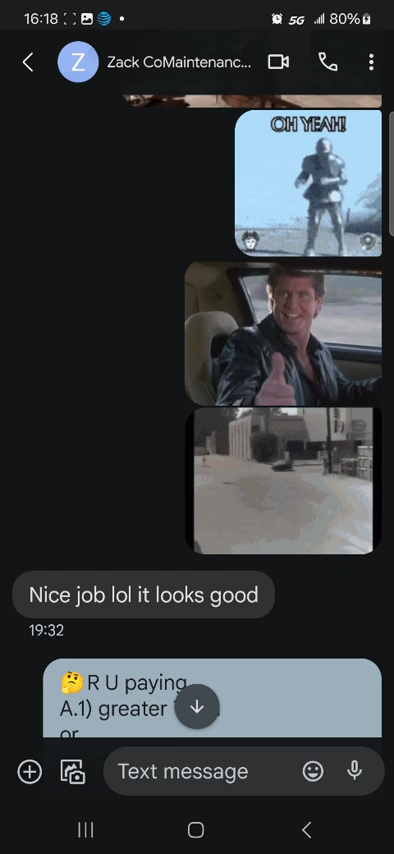 16:18
5G
80%
Z
Zack CoMaintenanc...
OH YEAH!
Nice job lol it looks good
19:32
🤔R U paying
A.1) greater
or
Text message